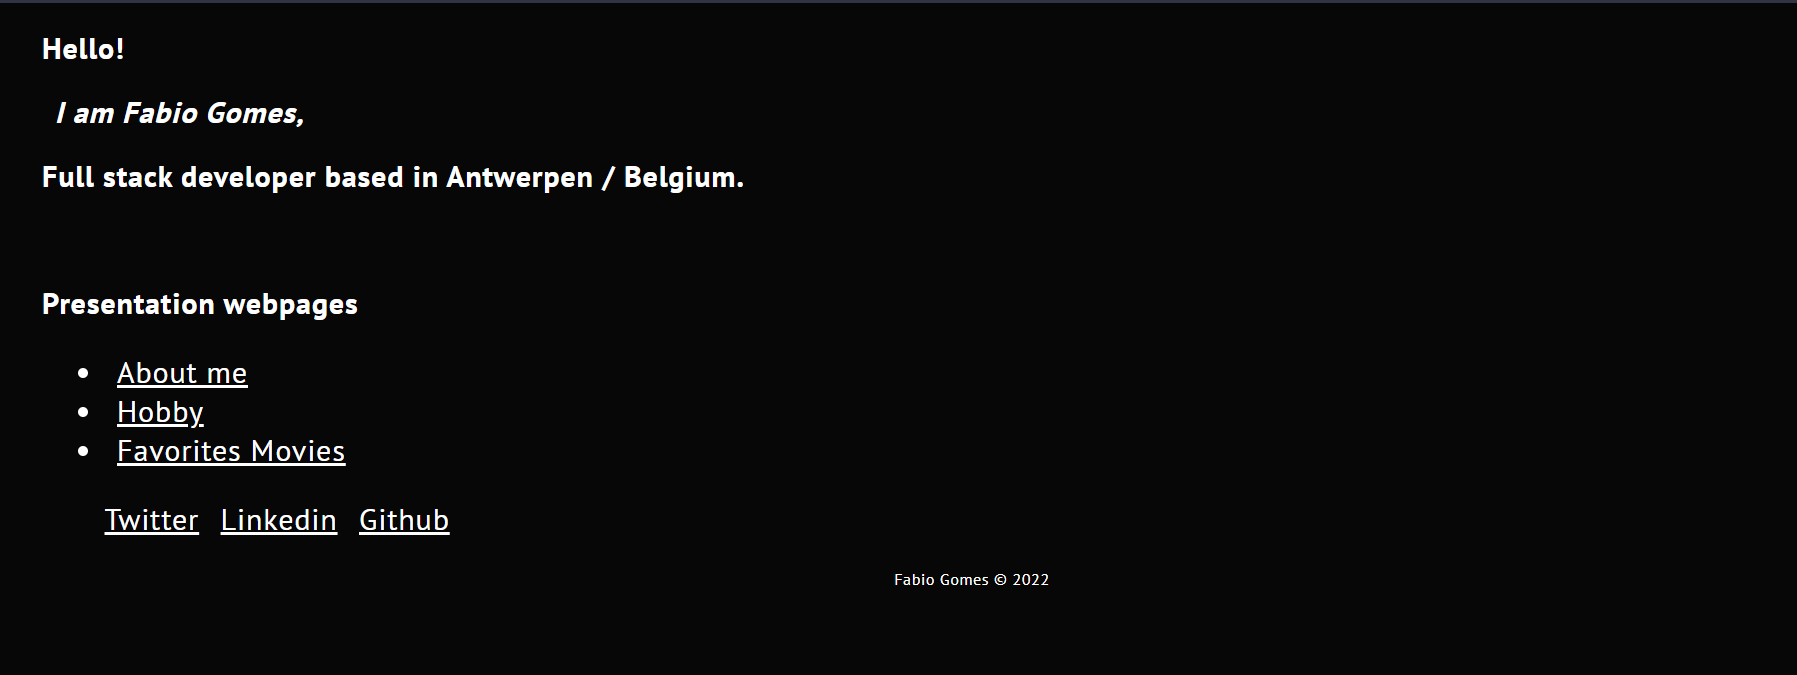 Hello!
I am Fabio Gomes,
Full stack developer based in Antwerpen / Belgium.
Presentation webpages
About me
Hobby
Favorites Movies
Twitter Linkedin Github
Fabio Gomes © 2022